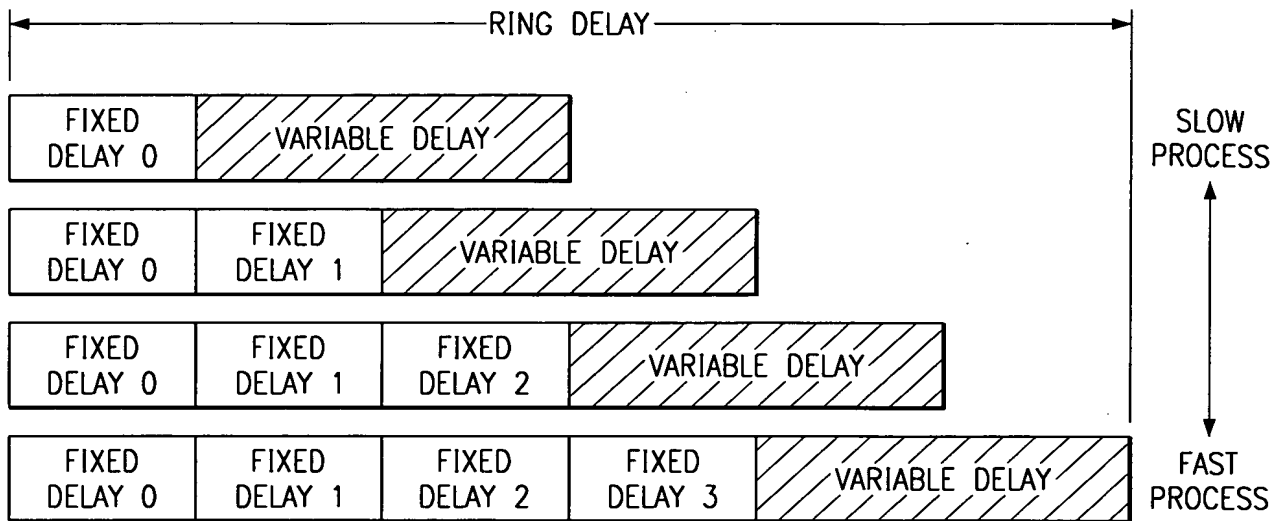 RING DELAY
FIXED DELAY 0
VARIABLE DELAY
SLOW PROCESS
FIXED DELAY 0
FIXED DELAY 1
VARIABLE DELAY
FIXED DELAY 0
FIXED DELAY 1
FIXED DELAY 2
VARIABLE DELAY
FIXED DELAY 0
FIXED DELAY 1
FIXED DELAY 2
FIXED DELAY 3
VARIABLE DELAY
FAST PROCESS